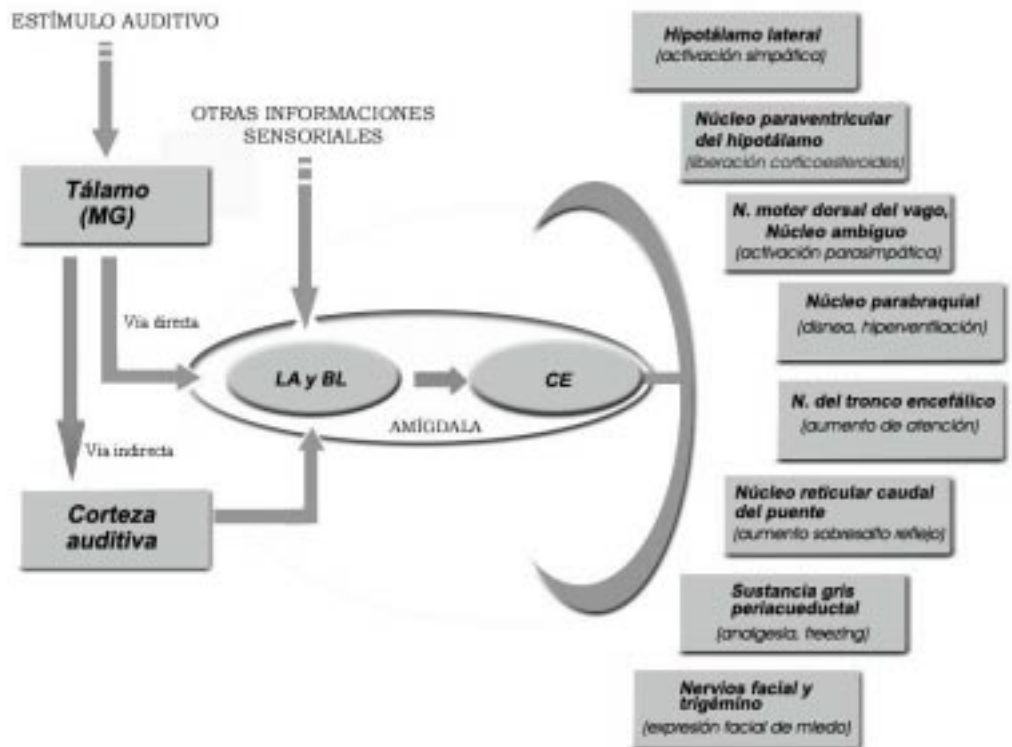 ESTÍMULO AUDITIVO
OTRAS INFORMACIONES
SENSORIALES
Tálamo
(MG)
Vía directa
Vía indirecta
Corteza
auditiva
LA y BL
CE
AMÍGDALA
Hipotálamo lateral
(activación simpática)
Núcleo paraventricular
del hipotálamo
(liberación corticoesteroides)
N. motor dorsal del vago,
Núcleo ambiguo
(activación parasimpática)
Núcleo parabraquial
(disnea, hiperventilación)
N. del tronco encefálico
(aumento de atención)
Núcleo reticular caudal
del puente
(aumento sobresalto reflejo)
Sustancia gris
periacueductal
(analgesia, freezing)
Nervios facial y
trigémino
(expresión facial de miedo)